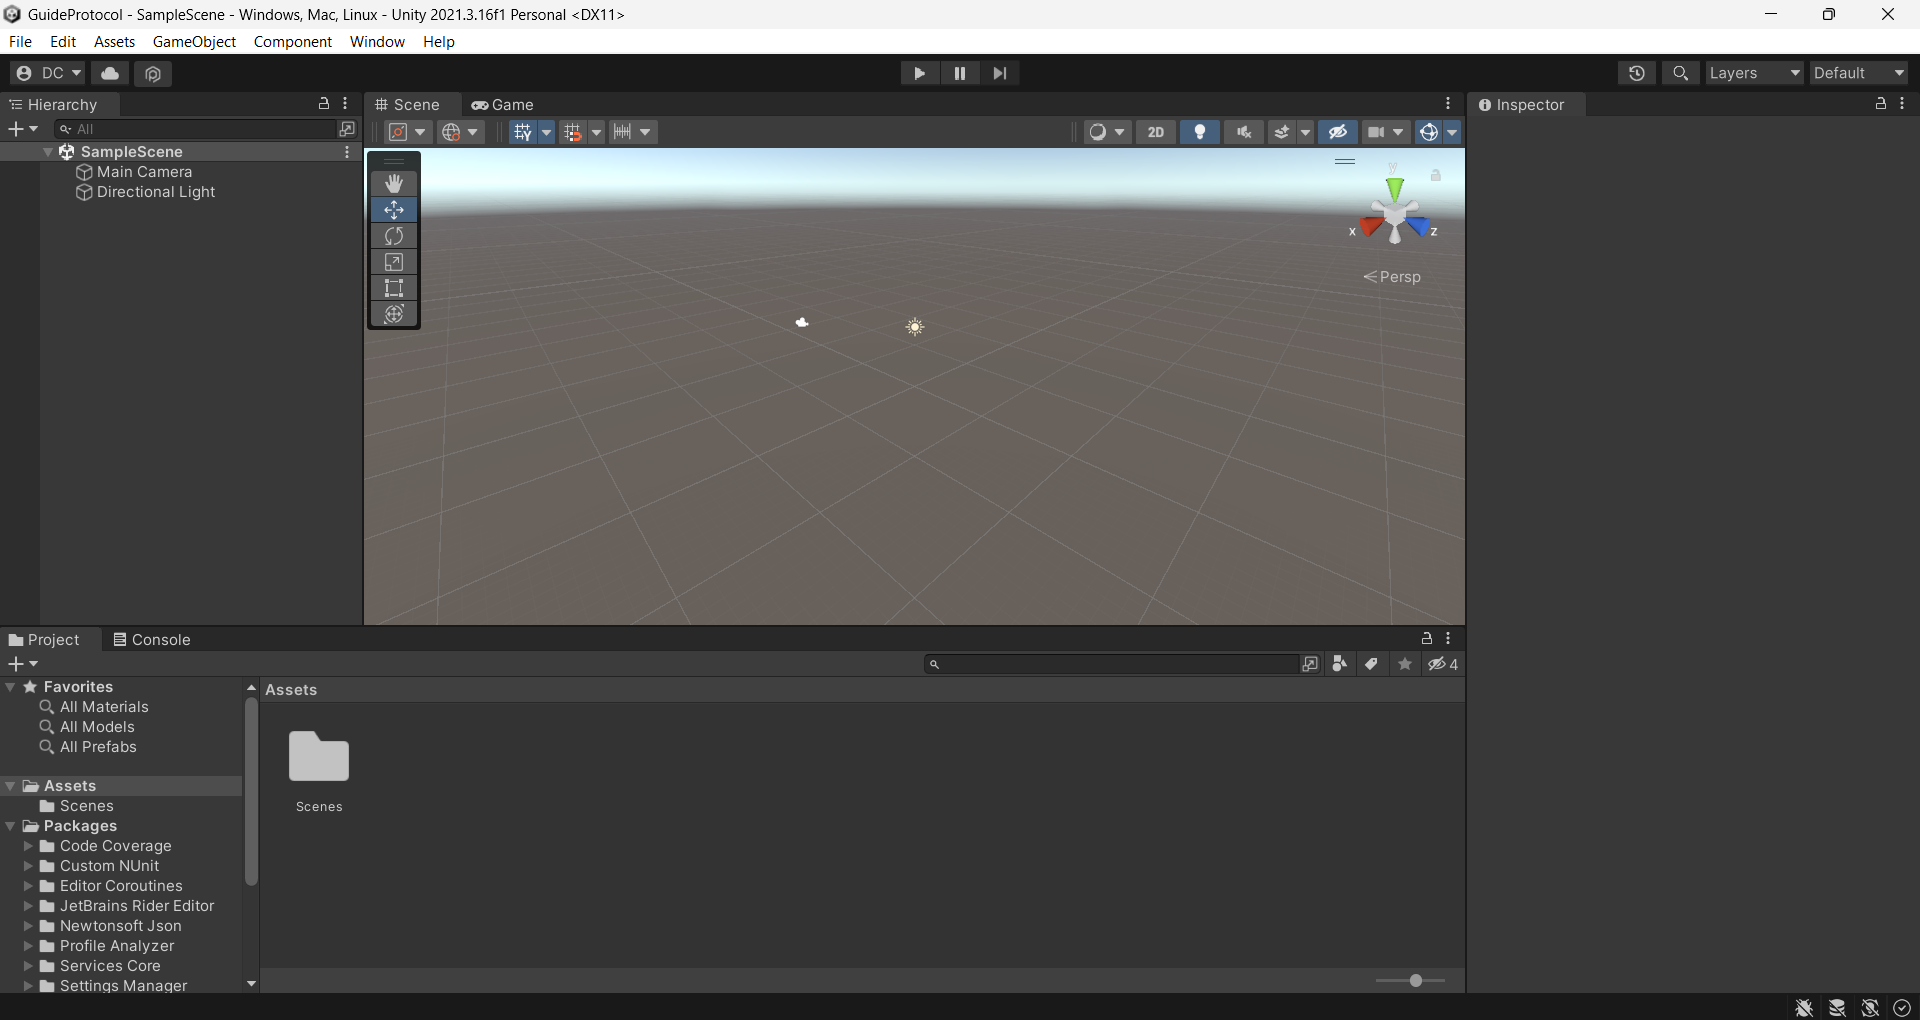 GuideProtocol - SampleScene - Windows, Mac, Linux - Unity 2021.3.16f1 Personal <DX11>
File Edit Assets GameObject Component Window Help
DC
Layers
Default
Hierarchy
All
SampleScene
Main Camera
Directional Light
Scene
Game
2D
y
x
z
Persp
Inspector
Project
Console
4
Favorites
All Materials
All Models
All Prefabs
Assets
Scenes
Packages
Code Coverage
Custom NUnit
Editor Coroutines
JetBrains Rider Editor
Newtonsoft Json
Profile Analyzer
Services Core
Settings Manager
Assets
Scenes